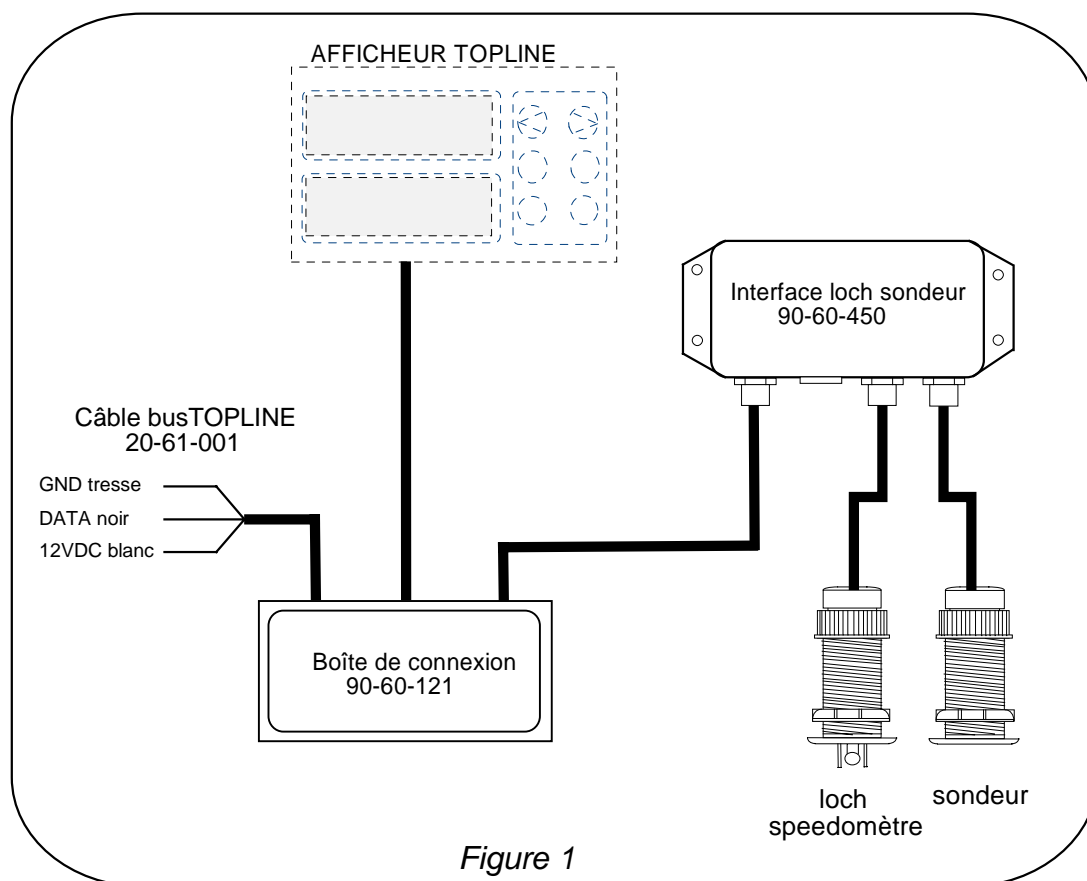 AFFICHEUR TOPLINE
Interface loch sondeur
90-60-450
Câble busTOPLINE
20-61-001
GND tresse
DATA noir
12VDC blanc
Boîte de connexion
90-60-121
loch
speedomètre
sondeur
Figure 1